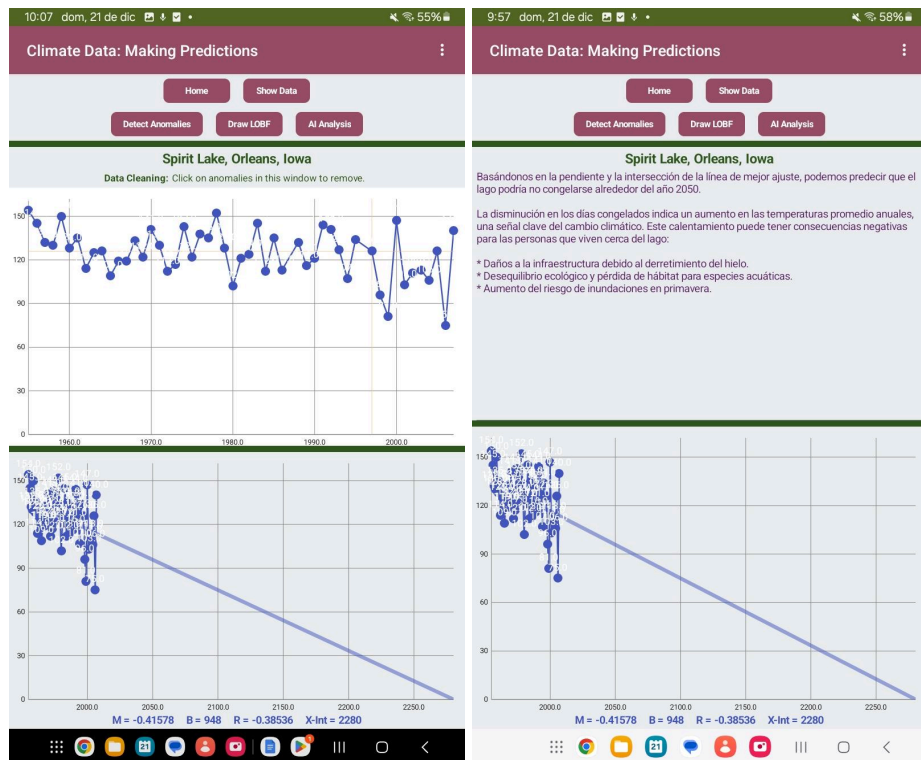 10:07 dom, 21 de dic
55%
Climate Data: Making Predictions
Home
Show Data
Detect Anomalies
Draw LOBF
AI Analysis
Spirit Lake, Orleans, Iowa
Data Cleaning: Click on anomalies in this window to remove.
150
120
90
60
30
0
1960.0 1970.0 1980.0 1990.0 2000.0
150
120
90
60
30
0
2000.0 2050.0 2100.0 2150.0 2200.0 2250.0
M = -0.41578 B = 948 R = -0.38536 X-Int = 2280
21
1
9:57 dom, 21 de dic
58%
Climate Data: Making Predictions
Home
Show Data
Detect Anomalies
Draw LOBF
AI Analysis
Spirit Lake, Orleans, Iowa
Basándonos en la pendiente y la intersección de la línea de mejor ajuste, podemos predecir que el
lago podría no congelarse alrededor del año 2050.
La disminución en los días congelados indica un aumento en las temperaturas promedio anuales,
una señal clave del cambio climático. Este calentamiento puede tener consecuencias negativas
para las personas que viven cerca del lago:
* Daños a la infraestructura debido al derretimiento del hielo.
* Desequilibrio ecológico y pérdida de hábitat para especies acuáticas.
* Aumento del riesgo de inundaciones en primavera.
150
120
90
60
30
0
2000.0 2050.0 2100.0 2150.0 2200.0 2250.0
M = -0.41578 B = 948 R = -0.38536 X-Int = 2280
21